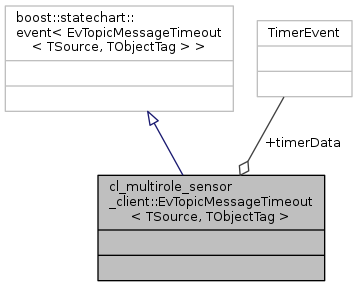 boost::statechart::
event< EvTopicMessageTimeout
< TSource, TObjectTag > >
TimerEvent
+timerData
cl_multirole_sensor
_client::EvTopicMessageTimeout
< TSource, TObjectTag >